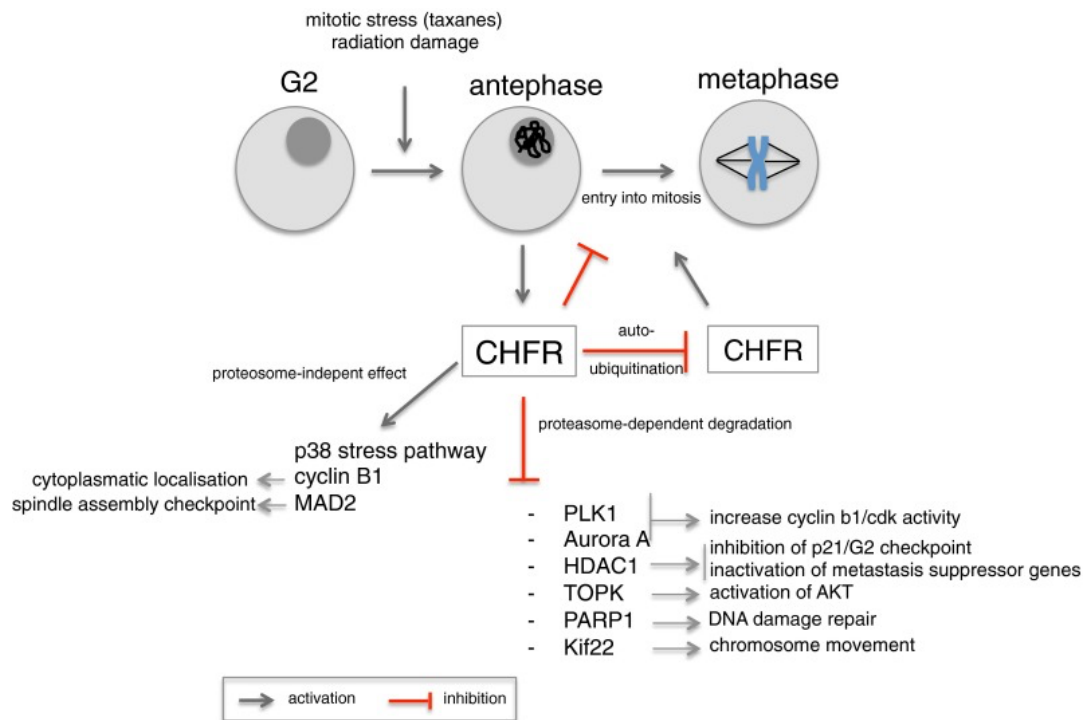 mitotic stress (taxanes)
radiation damage
G2
antephase
metaphase
entry into mitosis
CHFR
auto-
ubiquitination
CHFR
proteosome-indepent effect
proteasome-dependent degradation
p38 stress pathway
cytoplasmatic localisation
cyclin B1
spindle assembly checkpoint
MAD2
- PLK1
increase cyclin b1/cdk activity
- Aurora A
- HDAC1
inhibition of p21/G2 checkpoint
inactivation of metastasis suppressor genes
- TOPK
activation of AKT
- PARP1
DNA damage repair
- Kif22
chromosome movement
activation
inhibition